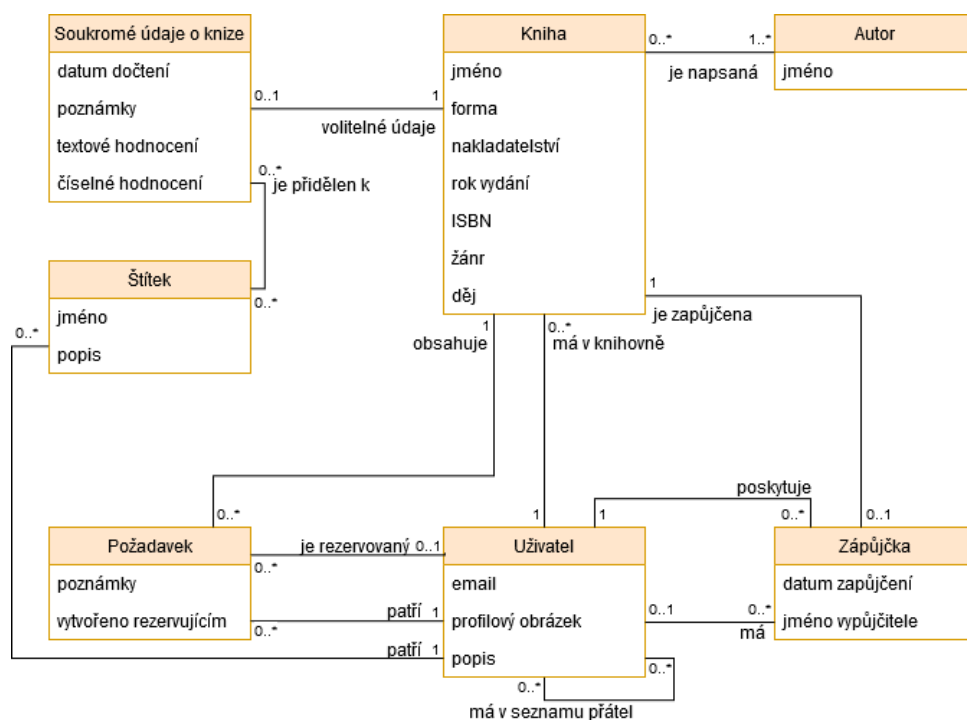 Soukromé údaje o knize
datum dočtení
poznámky
textové hodnocení
číselné hodnocení
Kniha
jméno
forma
nakladatelství
rok vydání
ISBN
žánr
děj
Autor
jméno
0..*
1..*
je napsaná
0..1
1
volitelné údaje
0..*
je přidělen k
0..*
Štítek
jméno
popis
0..*
1
obsahuje
0..*
má v knihovně
1
je zapůjčena
poskytuje
0..*
1
1
0..*
0..1
Požadavek
poznámky
vytvořeno rezervujícím
je rezervovaný
0..1
0..*
patří
1
0..*
patří
1
Uživatel
email
profilový obrázek
popis
0..1
0..*
má
Zápůjčka
datum zapůjčení
jméno vypůjčitele
0..*
0..*
má v seznamu přátel